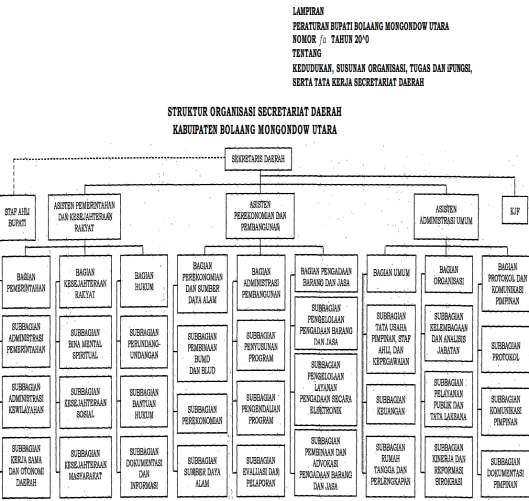 LAMPIRAN
PERATURAN BUPATI BOLAANG MONGONDOW UTARA
NOMOR fa TAHUN 20^0
TENTANG
KEDUDUKAN, SUSUNAN ORGANISASI, TUGAS DAN iFUNGSI,
SERTA TATA KERJA SECRETARIAT DAERAH
STRUKTUR ORGANISASI SECRETARIAT DAERAH
KABUIPATEN BOLAANG MONGONDOW UTARA
SEKRETARIS DAERAH
STAF AHLI
BUPATI
ASISTEN PEMERINTAHAN
DAN KESEJAHTERAAN
RAKYAT
ASISTEN
PEREKONOMIAN DAN
PEMBANGUNAN
ASISTEN
ADMINISTRASI UMUM
KJF
BAGIAN
PEMERINTAHAN
SUBBAGIAN
ADMINISTRASI
PEMERINTAHAN
SUBBAGIAN
ADMINISTRASI
KEWILAYAHAN
SUBBAGIAN
KERJA SAMA
DAN OTONOMI
DAERAH
BAGIAN
KESEJAHTERAAN
RAKYAT
SUBBAGIAN
BINA MENTAL
SPIRITUAL
SUBBAGIAN
KESEJAHTERAAN
SOSIAL
SUBBAGIAN
KESEJAHTERAAN
MASYARAKAT
BAGIAN
HUKUM
SUBBAGIAN
PERUNDANG-
UNDANGAN
SUBBAGIAN
BANTUAN
HUKUM
SUBBAGIAN
DOKUMENTASI
DAN
INFORMASI
BAGIAN
PEREKONOMIAN
DAN SUMBER
DAYA ALAM
SUBBAGIAN
PEMBINAAN
BUMD
DAN BLUD
SUBBAGIAN
PEREKONOMIAN
SUBBAGIAN
SUMBER DAYA
ALAM
BAGIAN
ADMINISTRASI
PEMBANGUNAN
SUBBAGIAN
PENYUSUNAN
PROGRAM
SUBBAGIAN
PENGENDALIAN
PROGRAM
SUBBAGIAN
EVALUASI DAN
PELAPORAN
BAGIAN PENGADAAN
BARANG DAN JASA
SUBBAGIAN
PENGELOLAAN
PENGADAAN BARANG
DAN JASA
SUBBAGIAN
PENGELOLAAN
LAYANAN
PENGADAAN SECARA
ELEKTRONIK
SUBBAGIAN
PEMBINAAN DAN
ADVOKASI
PENGADAAN BARANG
DAN JASA
BAGIAN UMUM
SUBBAGIAN
TATA USAHA
PIMPINAN, STAF
AHLI, DAN
KEPEGAWAIAN
SUBBAGIAN
KEUANGAN
SUBBAGIAN
RUMAH
TANGGA DAN
PERLENGKAPAN
BAGIAN
ORGANISASI
SUBBAGIAN
KELEMBAGAAN
DAN ANALISIS
JABATAN
SUBBAGIAN
PELAYANAN
PUBLIK DAN
TATA LAKSANA
SUBBAGIAN
KINERJA DAN
REFORMASI
BIROKRASI
BAGIAN
PROTOKOL DAN
KOMUNIKASI
PIMPINAN
SUBBAGIAN
PROTOKOL
SUBBAGIAN
KOMUNIKASI
PIMPINAN
SUBBAGIAN
DOKUMENTASI
PIMPINAN